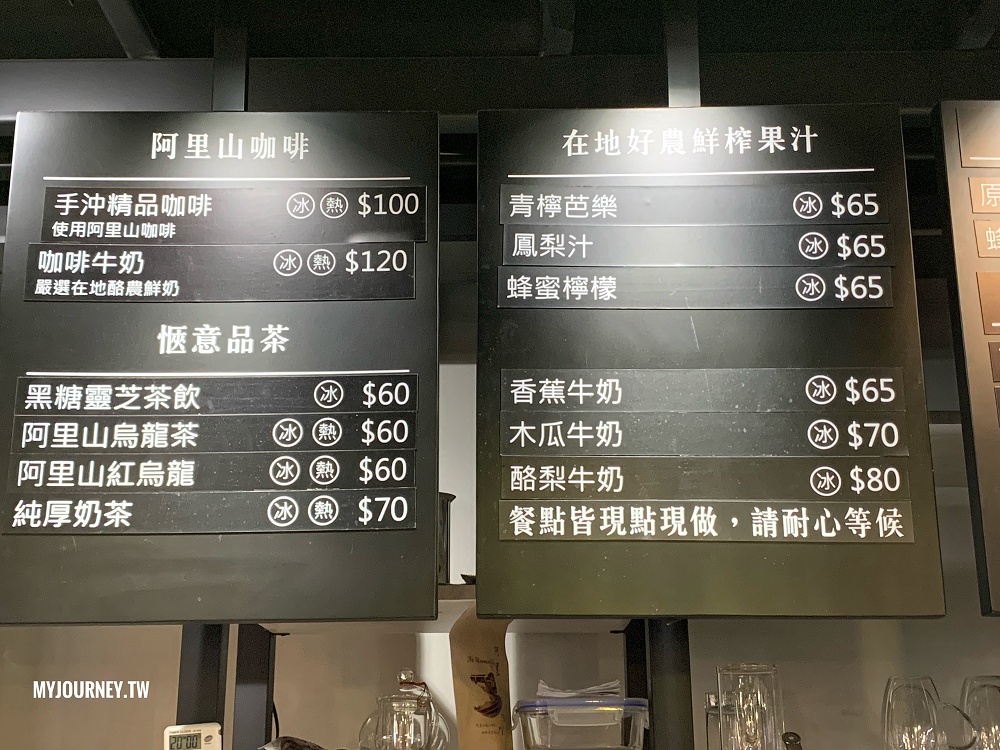 阿里山咖啡
手沖精品咖啡 冰 熱 $100
使用阿里山咖啡
咖啡牛奶 冰 熱 $120
嚴選在地酪農鮮奶
愜意品茶
黑糖靈芝茶飲 冰 $60
阿里山烏龍茶 冰 熱 $60
阿里山紅烏龍 冰 熱 $60
純厚奶茶 冰 熱 $70
在地好農鮮榨果汁
青檸芭樂 冰 $65
鳳梨汁 冰 $65
蜂蜜檸檬 冰 $65
香蕉牛奶 冰 $65
木瓜牛奶 冰 $70
酪梨牛奶 冰 $80
餐點皆現點現做，請耐心等候
原
蜂
MYJOURNEY.TW
20:00